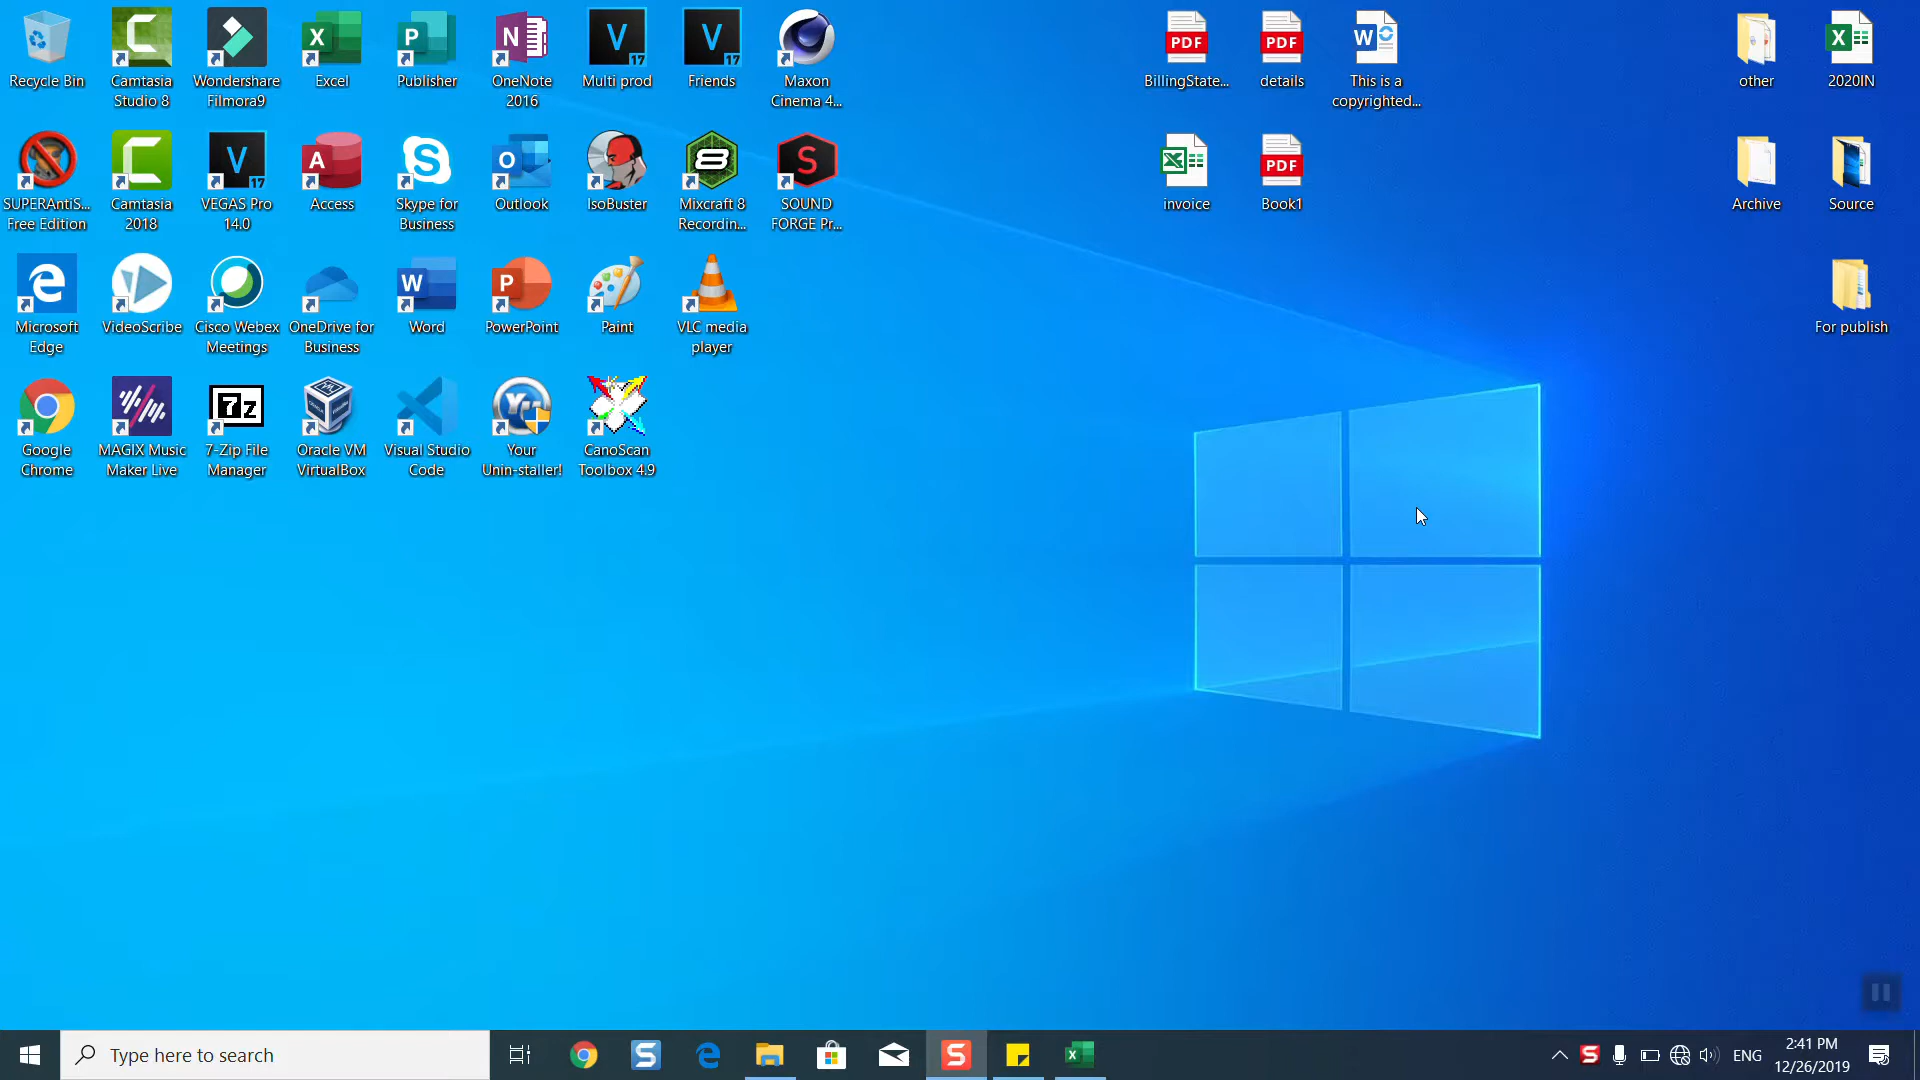 Recycle Bin
Camtasia
Studio 8
Wondershare
Filmora9
Excel
Publisher
OneNote
2016
Multi prod
Friends
Maxon
Cinema 4...
BillingState...
details
This is a
copyrighted...
other
2020IN
SUPERAntiS...
Free Edition
Camtasia
2018
VEGAS Pro
14.0
Access
Skype for
Business
Outlook
IsoBuster
Mixcraft 8
Recordin...
SOUND
FORGE Pr...
invoice
Book1
Archive
Source
Microsoft
Edge
VideoScribe
Cisco Webex
Meetings
OneDrive for
Business
Word
PowerPoint
Paint
VLC media
player
For publish
Google
Chrome
MAGIX Music
Maker Live
7-Zip File
Manager
Oracle VM
VirtualBox
Visual Studio
Code
Your
Unin-staller!
CanoScan
Toolbox 4.9
Type here to search
ENG
2:41 PM
12/26/2019